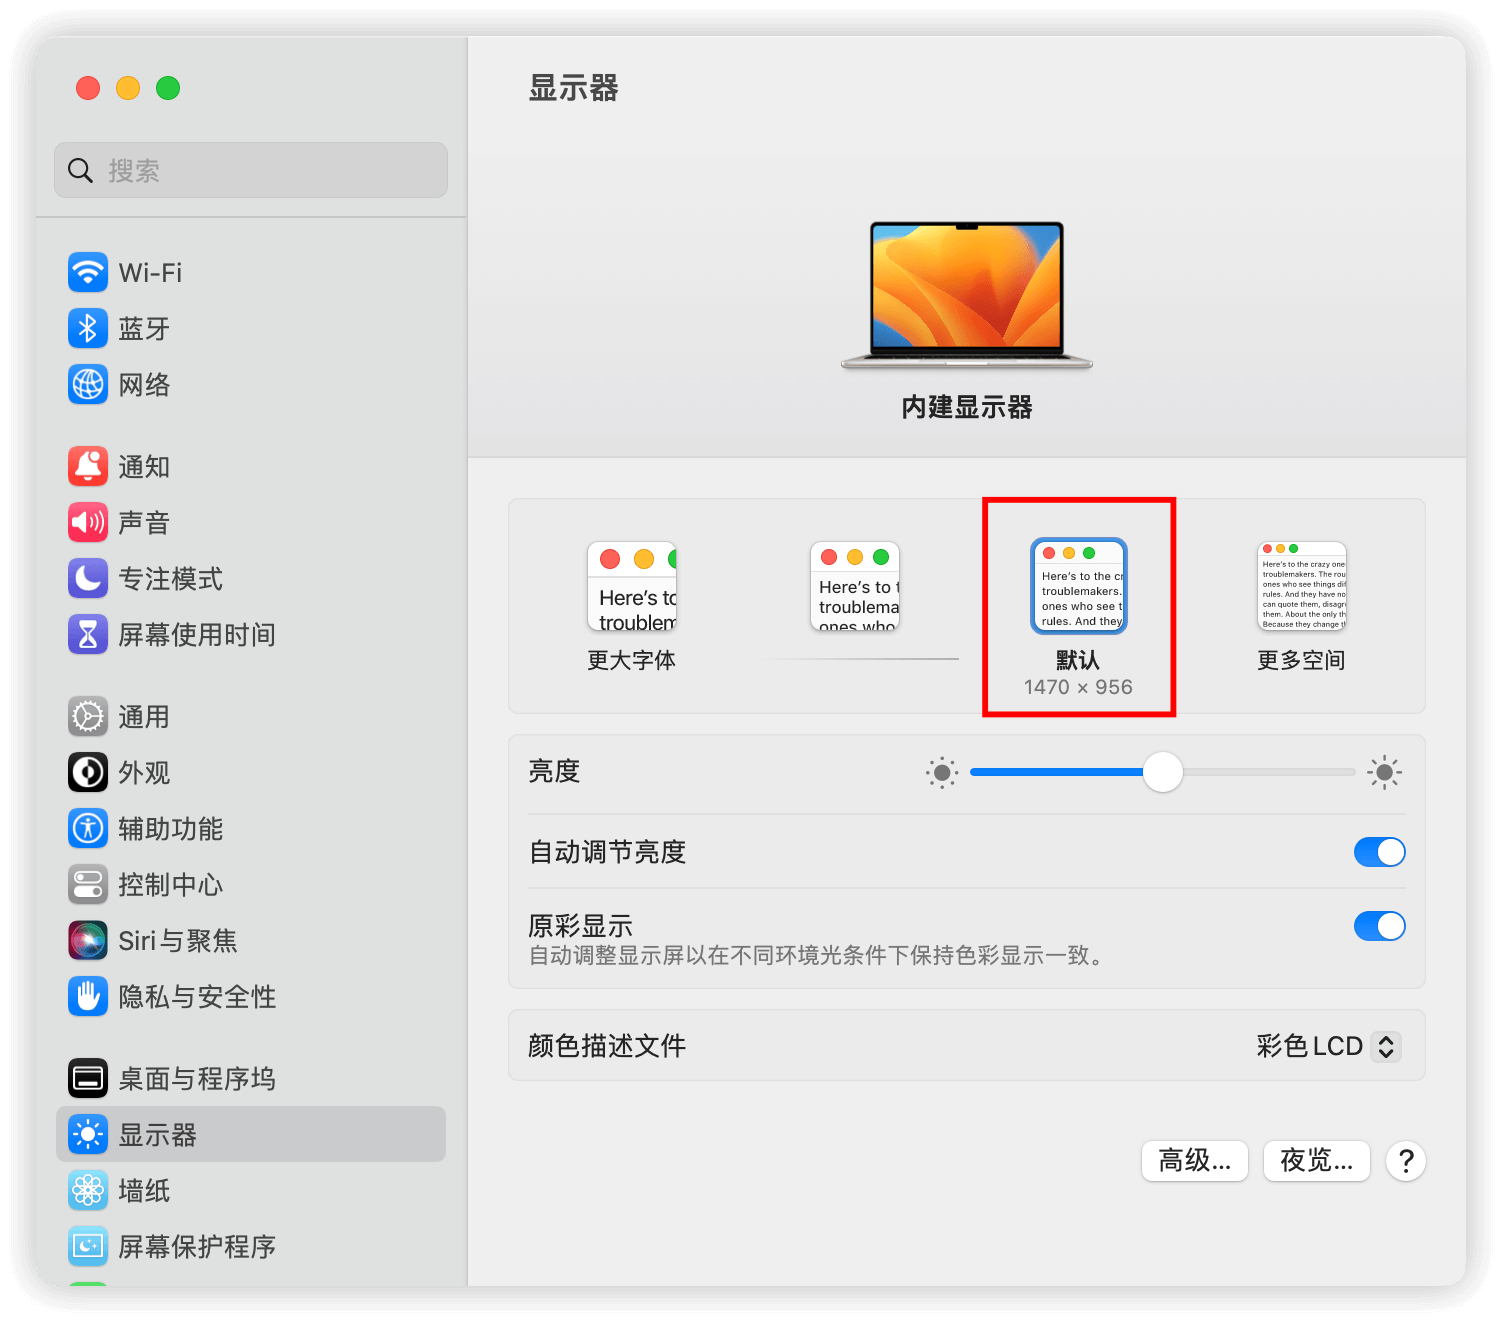 显示器
搜索
Wi-Fi
蓝牙
网络
通知
声音
专注模式
屏幕使用时间
通用
外观
辅助功能
控制中心
Siri与聚焦
隐私与安全性
桌面与程序坞
显示器
墙纸
屏幕保护程序
内建显示器
Here's to
troublem
更大字体
Here's to
troublema
ones who
Here's to the cr
troublemakers.
ones who see t
rules. And they
默认
1470 × 956
Here's to the crazy one
troublemakers. The rou
ones who see things dif
rules. And they have no
can quote them, disagr
them. About the only th
Because they change t
更多空间
亮度
自动调节亮度
原彩显示
自动调整显示屏以在不同环境光条件下保持色彩显示一致。
颜色描述文件
彩色LCD
高级...
夜览...
?